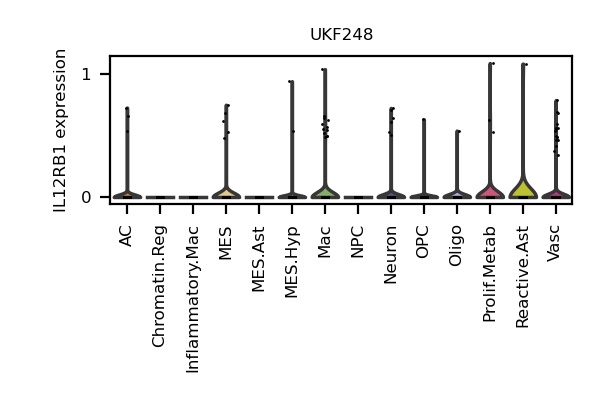 UKF248
IL12RB1 expression
1
0
AC
Chromatin.Reg
Inflammatory.Mac
MES
MES.Ast
MES.Hyp
Mac
NPC
Neuron
OPC
Oligo
Prolif.Metab
Reactive.Ast
Vasc